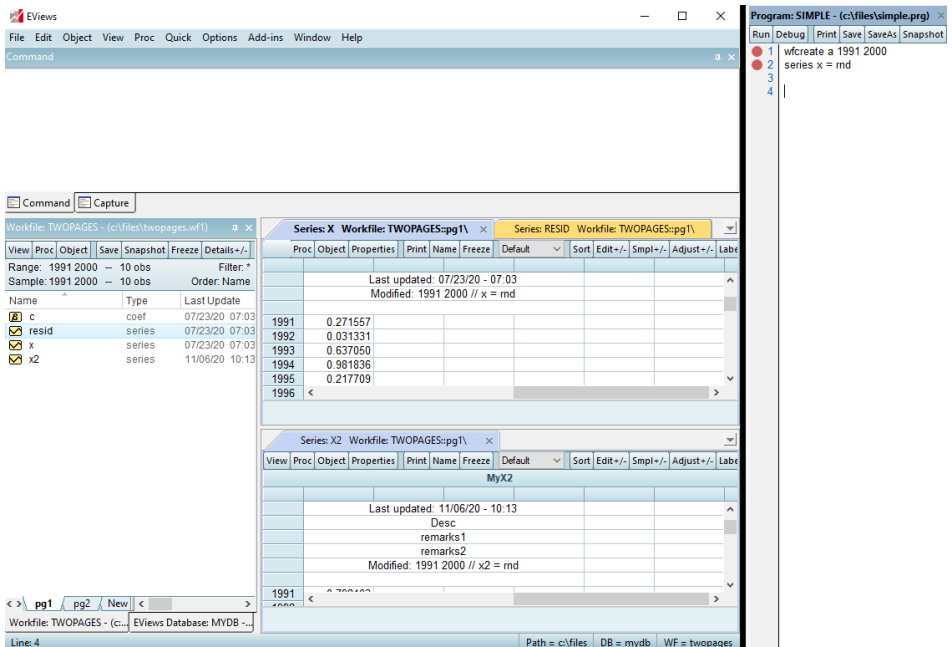 EViews
File Edit Object View Proc Quick Options Add-ins Window Help
Command
Command Capture
Workfile: TWOPAGES - (c:\files\twopages.wf1)
View Proc Object Save Snapshot Freeze Details+/-
Range: 1991 2000 -- 10 obs Filter: *
Sample: 1991 2000 -- 10 obs Order: Name
Name Type Last Update
c coef 07/23/20 07:03
resid series 07/23/20 07:03
x series 07/23/20 07:03
x2 series 11/06/20 10:13
pg1 pg2 New
Workfile: TWOPAGES - (c:... EViews Database: MYDB -...
Series: X Workfile: TWOPAGES::pg1\ Series: RESID Workfile: TWOPAGES::pg1\
Proc Object Properties Print Name Freeze Default Sort Edit+/- Smpl+/- Adjust+/- Labe
Last updated: 07/23/20 - 07:03
Modified: 1991 2000 // x = rnd
1991 0.271557
1992 0.031331
1993 0.637050
1994 0.981836
1995 0.217709
1996
Series: X2 Workfile: TWOPAGES::pg1\
View Proc Object Properties Print Name Freeze Default Sort Edit+/- Smpl+/- Adjust+/- Labe
MyX2
Last updated: 11/06/20 - 10:13
Desc
remarks1
remarks2
Modified: 1991 2000 // x2 = rnd
1991
Line: 4 Path = c:\files DB = mydb WF = twopages
Program: SIMPLE - (c:\files\simple.prg)
Run Debug Print Save SaveAs Snapshot
1 wfcreate a 1991 2000
2 series x = rnd
3
4